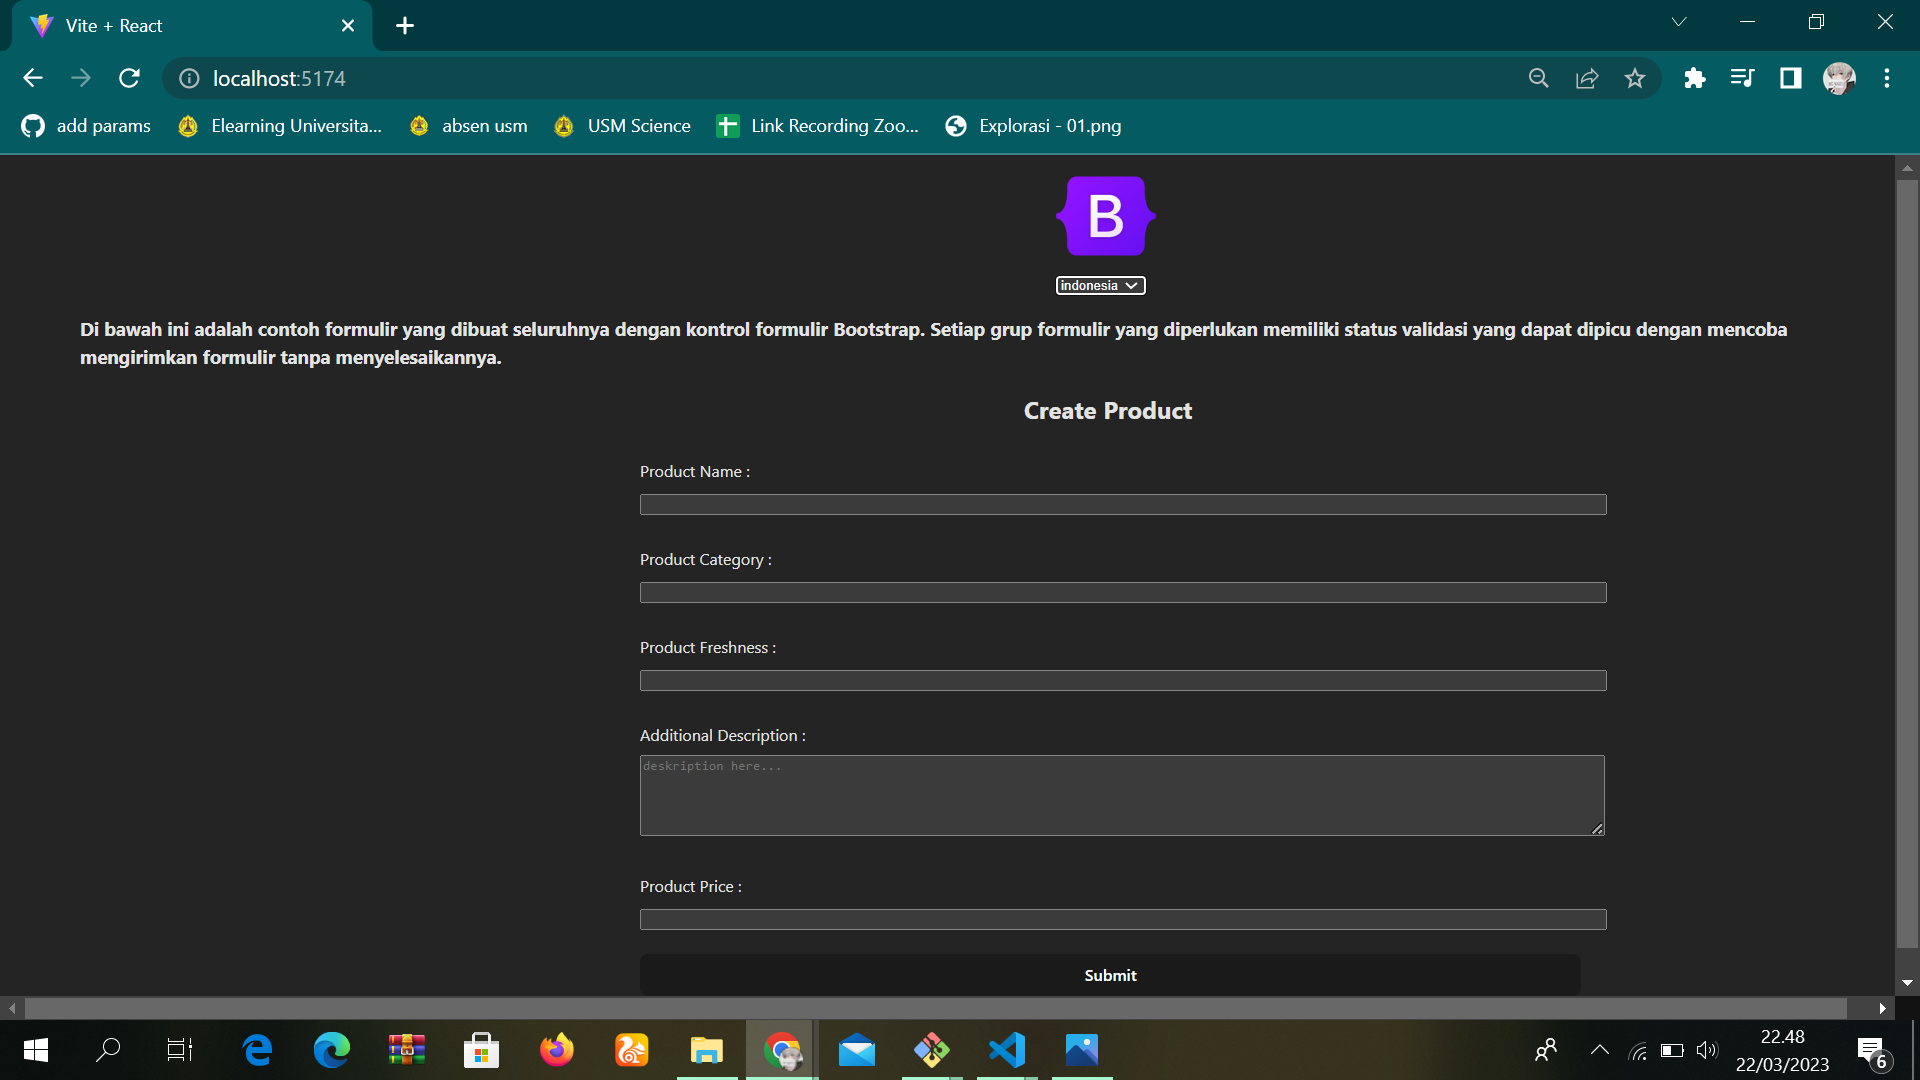 Vite + React
localhost:5174
add params
Elearning Universita...
absen usm
USM Science
Link Recording Zoo...
Explorasi - 01.png
B
indonesia
Di bawah ini adalah contoh formulir yang dibuat seluruhnya dengan kontrol formulir Bootstrap. Setiap grup formulir yang diperlukan memiliki status validasi yang dapat dipicu dengan mencoba
mengirimkan formulir tanpa menyelesaikannya.
Create Product
Product Name :
Product Category :
Product Freshness :
Additional Description :
deskription here...
Product Price :
Submit
22.48
22/03/2023
6